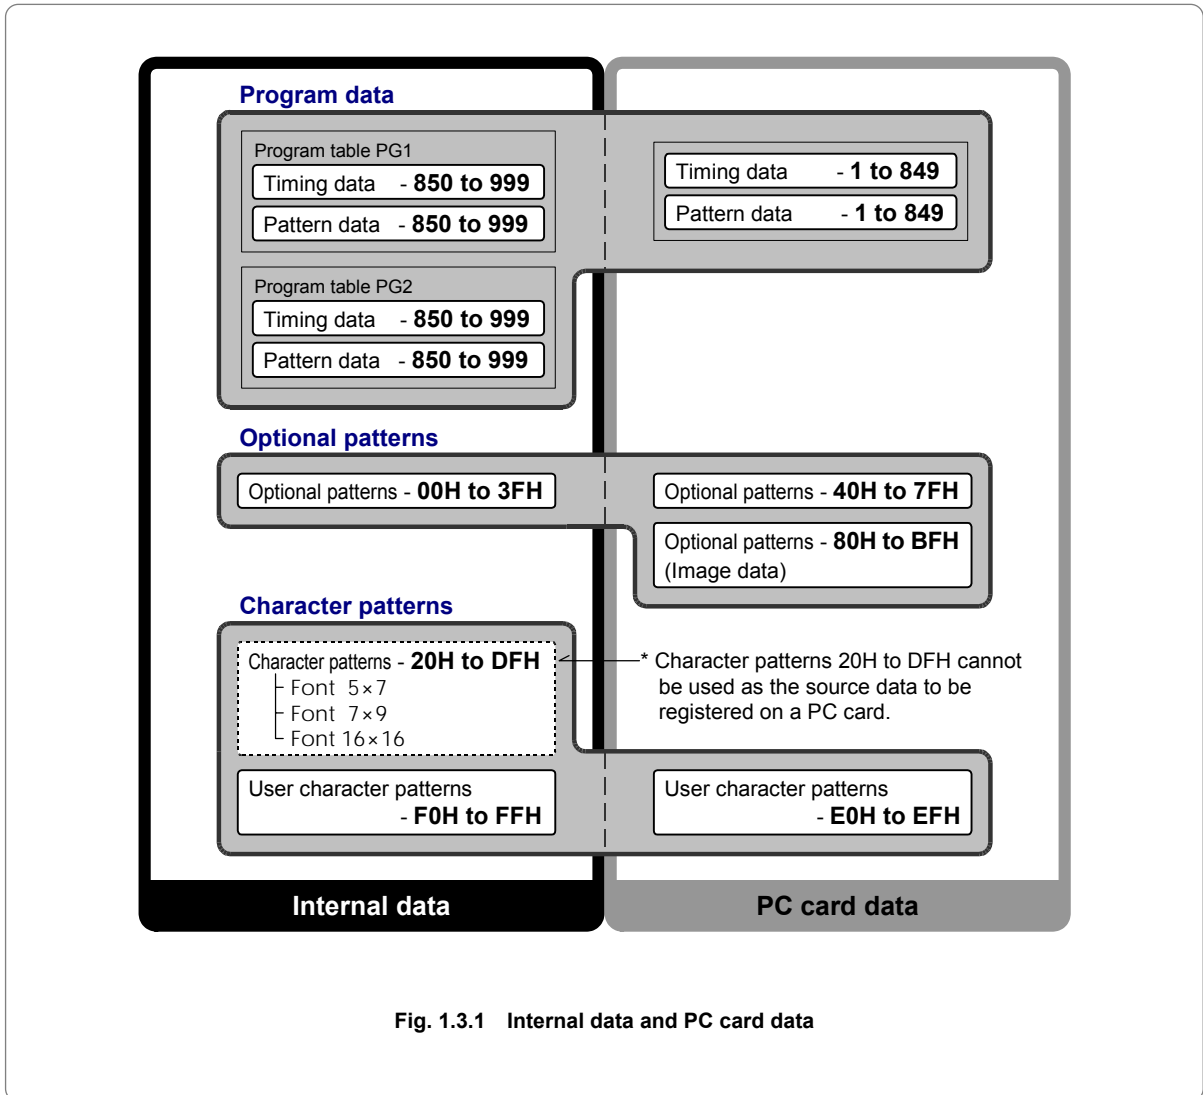 Program data
Program table PG1
Timing data - 850 to 999
Pattern data - 850 to 999
Timing data - 1 to 849
Pattern data - 1 to 849
Program table PG2
Timing data - 850 to 999
Pattern data - 850 to 999
Optional patterns
Optional patterns - 00H to 3FH
Optional patterns - 40H to 7FH
Optional patterns - 80H to BFH
(Image data)
Character patterns
Character patterns - 20H to DFH
Font 5×7
Font 7×9
Font 16×16
* Character patterns 20H to DFH cannot
be used as the source data to be
registered on a PC card.
User character patterns
- F0H to FFH
User character patterns
- E0H to EFH
Internal data
PC card data
Fig. 1.3.1 Internal data and PC card data